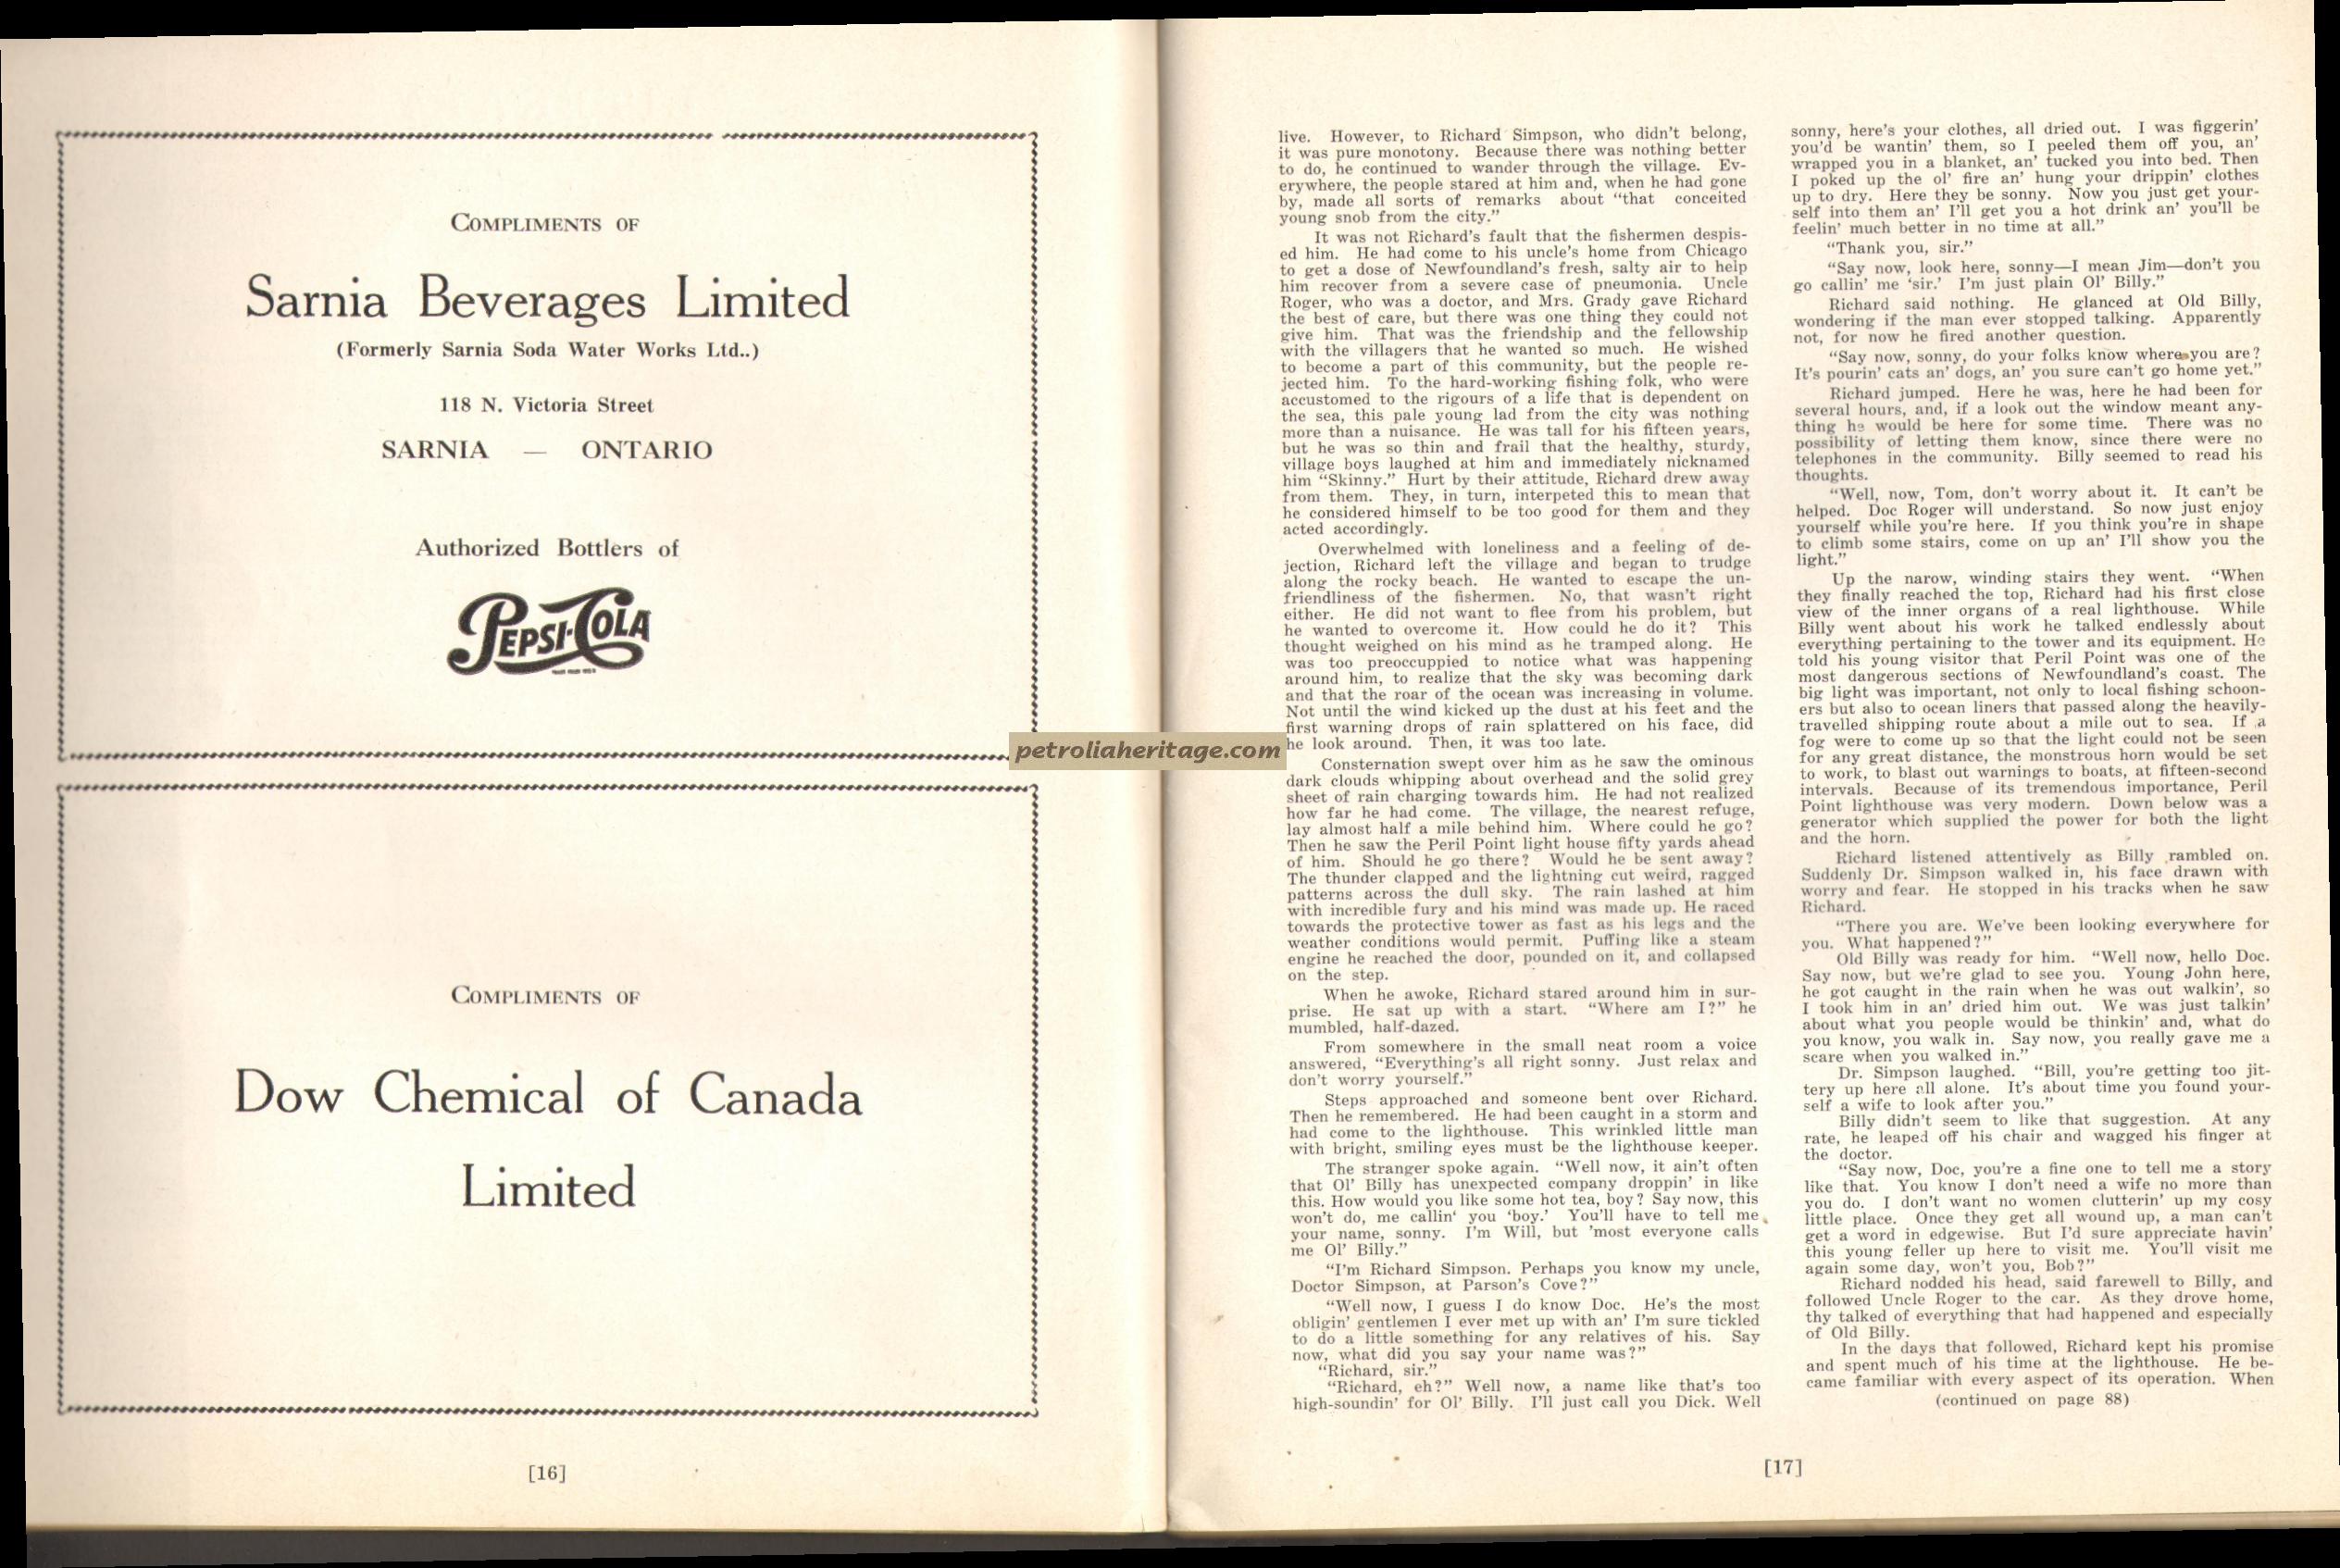 COMPLIMENTS OF
Sarnia Beverages Limited
(Formerly Sarnia Soda Water Works Ltd..)
118 N. Victoria Street
SARNIA — ONTARIO
Authorized Bottlers of
PEPSI-COLA
COMPLIMENTS OF
Dow Chemical of Canada
Limited
[16]
petroliaheritage.com
live. However, to Richard Simpson, who didn't belong,
it was pure monotony. Because there was nothing better
to do, he continued to wander through the village. Ev-
erywhere, the people stared at him and, when he had gone
by, made all sorts of remarks about "that conceited
young snob from the city."
It was not Richard's fault that the fishermen despis-
ed him. He had come to his uncle's home from Chicago
to get a dose of Newfoundland's fresh, salty air to help
him recover from a severe case of pneumonia. Uncle
Roger, who was a doctor, and Mrs. Grady gave Richard
the best of care, but there was one thing they could not
give him. That was the friendship and the fellowship
with the villagers that he wanted so much. He wished
to become a part of this community, but the people re-
jected him. To the hard-working fishing folk, who were
accustomed to the rigours of a life that is dependent on
the sea, this pale young lad from the city was nothing
more than a nuisance. He was tall for his fifteen years,
but he was so thin and frail that the healthy, sturdy,
village boys laughed at him and immediately nicknamed
him "Skinny." Hurt by their attitude, Richard drew away
from them. They, in turn, interpeted this to mean that
he considered himself to be too good for them and they
acted accordingly.
Overwhelmed with loneliness and a feeling of de-
jection, Richard left the village and began to trudge
along the rocky beach. He wanted to escape the un-
friendliness of the fishermen. No, that wasn't right
either. He did not want to flee from his problem, but
he wanted to overcome it. How could he do it? This
thought weighed on his mind as he tramped along. He
was too preoccuppied to notice what was happening
around him, to realize that the sky was becoming dark
and that the roar of the ocean was increasing in volume.
Not until the wind kicked up the dust at his feet and the
first warning drops of rain splattered on his face, did
he look around. Then, it was too late.
Consternation swept over him as he saw the ominous
dark clouds whipping about overhead and the solid grey
sheet of rain charging towards him. He had not realized
how far he had come. The village, the nearest refuge,
lay almost half a mile behind him. Where could he go?
Then he saw the Peril Point light house fifty yards ahead
of him. Should he go there? Would he be sent away?
The thunder clapped and the lightning cut weird, ragged
patterns across the dull sky. The rain lashed at him
with incredible fury and his mind was made up. He raced
towards the protective tower as fast as his legs and the
weather conditions would permit. Puffing like a steam
engine he reached the door, pounded on it, and collapsed
on the step.
When he awoke, Richard stared around him in sur-
prise. He sat up with a start. "Where am I?" he
mumbled, half-dazed.
From somewhere in the small neat room a voice
answered, "Everything's all right sonny. Just relax and
don't worry yourself."
Steps approached and someone bent over Richard.
Then he remembered. He had been caught in a storm and
had come to the lighthouse. This wrinkled little man
with bright, smiling eyes must be the lighthouse keeper.
The stranger spoke again. "Well now, it ain't often
that Ol' Billy has unexpected company droppin' in like
this. How would you like some hot tea, boy? Say now, this
won't do, me callin' you 'boy.' You'll have to tell me
your name, sonny. I'm Will, but 'most everyone calls
me Ol' Billy."
"I'm Richard Simpson. Perhaps you know my uncle,
Doctor Simpson, at Parson's Cove?"
"Well now, I guess I do know Doc. He's the most
obligin' gentlemen I ever met up with an' I'm sure tickled
to do a little something for any relatives of his. Say
now, what did you say your name was?"
"Richard, sir."
"Richard, eh?" Well now, a name like that's too
high-soundin' for Ol' Billy. I'll just call you Dick. Well
sonny, here's your clothes, all dried out. I was figgerin'
you'd be wantin' them, so I peeled them off you, an'
wrapped you in a blanket, an' tucked you into bed. Then
I poked up the ol' fire an' hung your drippin' clothes
up to dry. Here they be sonny. Now you just get your-
self into them an' I'll get you a hot drink an' you'll be
feelin' much better in no time at all."
"Thank you, sir."
"Say now, look here, sonny—I mean Jim—don't you
go callin' me 'sir.' I'm just plain Ol' Billy."
Richard said nothing. He glanced at Old Billy,
wondering if the man ever stopped talking. Apparently
not, for now he fired another question.
"Say now, sonny, do your folks know where you are?
It's pourin' cats an' dogs, an' you sure can't go home yet."
Richard jumped. Here he was, here he had been for
several hours, and, if a look out the window meant any-
thing he would be here for some time. There was no
possibility of letting them know, since there were no
telephones in the community. Billy seemed to read his
thoughts.
"Well, now, Tom, don't worry about it. It can't be
helped. Doc Roger will understand. So now just enjoy
yourself while you're here. If you think you're in shape
to climb some stairs, come on up an' I'll show you the
light."
Up the narow, winding stairs they went. "When
they finally reached the top, Richard had his first close
view of the inner organs of a real lighthouse. While
Billy went about his work he talked endlessly about
everything pertaining to the tower and its equipment. He
told his young visitor that Peril Point was one of the
most dangerous sections of Newfoundland's coast. The
big light was important, not only to local fishing schoon-
ers but also to ocean liners that passed along the heavily-
travelled shipping route about a mile out to sea. If a
fog were to come up so that the light could not be seen
for any great distance, the monstrous horn would be set
to work, to blast out warnings to boats, at fifteen-second
intervals. Because of its tremendous importance, Peril
Point lighthouse was very modern. Down below was a
generator which supplied the power for both the light
and the horn.
Richard listened attentively as Billy rambled on.
Suddenly Dr. Simpson walked in, his face drawn with
worry and fear. He stopped in his tracks when he saw
Richard.
"There you are. We've been looking everywhere for
you. What happened?"
Old Billy was ready for him. "Well now, hello Doc.
Say now, but we're glad to see you. Young John here,
he got caught in the rain when he was out walkin', so
I took him in an' dried him out. We was just talkin'
about what you people would be thinkin' and, what do
you know, you walk in. Say now, you really gave me a
scare when you walked in."
Dr. Simpson laughed. "Bill, you're getting too jit-
tery up here all alone. It's about time you found your-
self a wife to look after you."
Billy didn't seem to like that suggestion. At any
rate, he leaped off his chair and wagged his finger at
the doctor.
"Say now, Doc, you're a fine one to tell me a story
like that. You know I don't need a wife no more than
you do. I don't want no women clutterin' up my cosy
little place. Once they get all wound up, a man can't
get a word in edgewise. But I'd sure appreciate havin'
this young feller up here to visit me. You'll visit me
again some day, won't you, Bob?"
Richard nodded his head, said farewell to Billy, and
followed Uncle Roger to the car. As they drove home,
thy talked of everything that had happened and especially
of Old Billy.
In the days that followed, Richard kept his promise
and spent much of his time at the lighthouse. He be-
came familiar with every aspect of its operation. When
(continued on page 88)
[17]